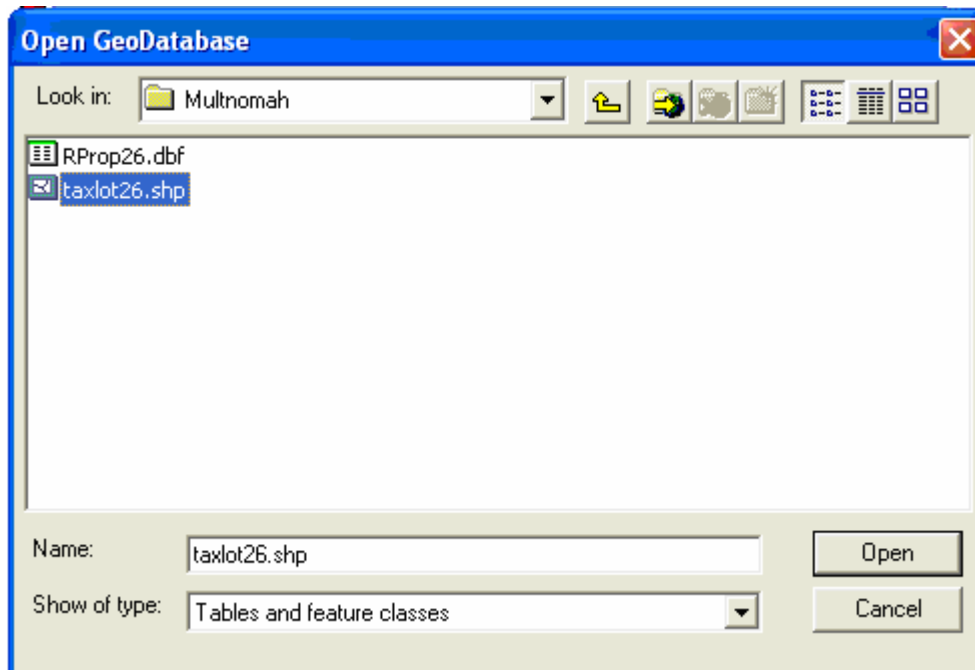 Open GeoDatabase
Look in: Multnomah
RProp26.dbf
taxlot26.shp
Name: taxlot26.shp Open
Show of type: Tables and feature classes Cancel